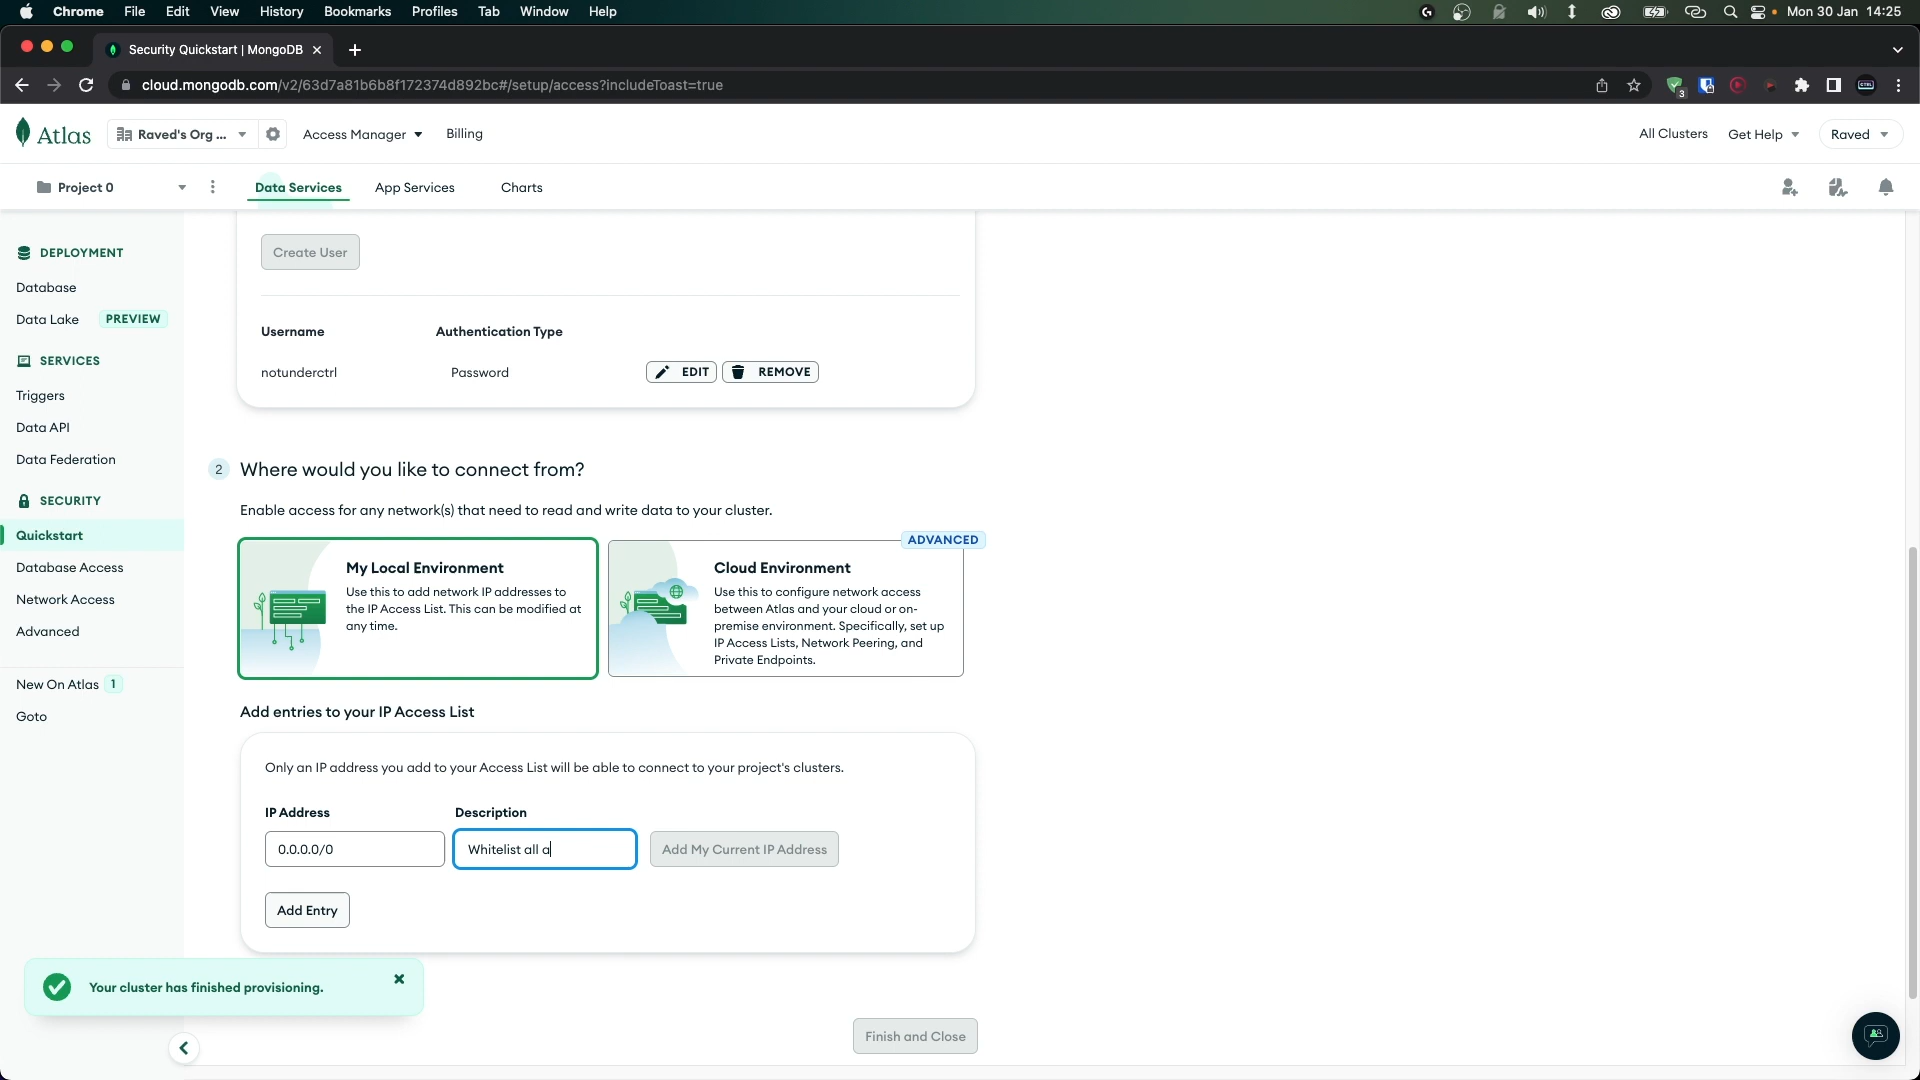 Chrome File Edit View History Bookmarks Profiles Tab Window Help Mon 30 Jan 14:25
Security Quickstart | MongoDB
cloud.mongodb.com/v2/63d7a81b6b8f172374d892bc#/setup/access?includeToast=true
3
Atlas Raved's Org ... Access Manager Billing All Clusters Get Help Raved
Project 0 Data Services App Services Charts
DEPLOYMENT
Database
Data Lake PREVIEW
SERVICES
Triggers
Data API
Data Federation
SECURITY
Quickstart
Database Access
Network Access
Advanced
New On Atlas 1
Goto
Create User
Username Authentication Type
notunderctrl Password EDIT REMOVE
2 Where would you like to connect from?
Enable access for any network(s) that need to read and write data to your cluster.
My Local Environment
Use this to add network IP addresses to
the IP Access List. This can be modified at
any time.
ADVANCED
Cloud Environment
Use this to configure network access
between Atlas and your cloud or on-
premise environment. Specifically, set up
IP Access Lists, Network Peering, and
Private Endpoints.
Add entries to your IP Access List
Only an IP address you add to your Access List will be able to connect to your project's clusters.
IP Address Description
0.0.0.0/0 Whitelist all a Add My Current IP Address
Add Entry
Your cluster has finished provisioning.
Finish and Close